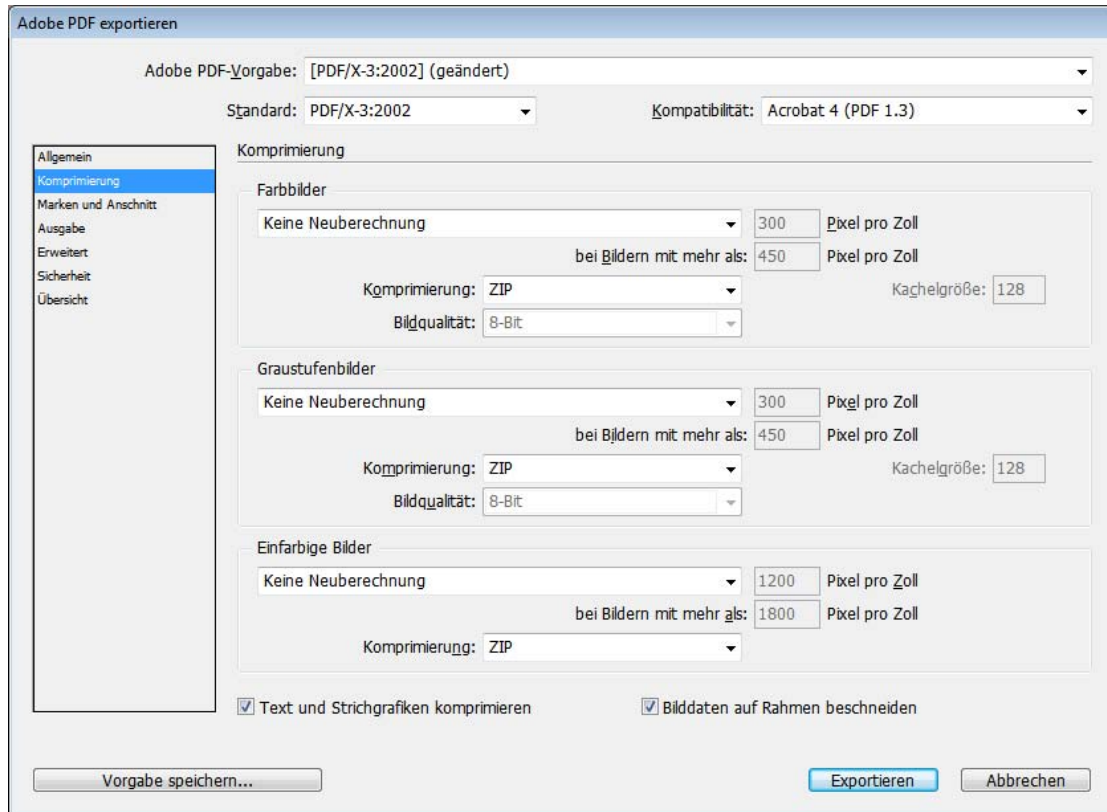 Adobe PDF exportieren
Adobe PDF-Vorgabe: [PDF/X-3:2002] (geändert)
Standard: PDF/X-3:2002 Kompatibilität: Acrobat 4 (PDF 1.3)
Allgemein
Komprimierung
Marken und Anschnitt
Ausgabe
Erweitert
Sicherheit
Übersicht
Komprimierung
Farbbilder
Keine Neuberechnung 300 Pixel pro Zoll
bei Bildern mit mehr als: 450 Pixel pro Zoll
Komprimierung: ZIP Kachelgröße: 128
Bildqualität: 8-Bit
Graustufenbilder
Keine Neuberechnung 300 Pixel pro Zoll
bei Bildern mit mehr als: 450 Pixel pro Zoll
Komprimierung: ZIP Kachelgröße: 128
Bildqualität: 8-Bit
Einfarbige Bilder
Keine Neuberechnung 1200 Pixel pro Zoll
bei Bildern mit mehr als: 1800 Pixel pro Zoll
Komprimierung: ZIP
Text und Strichgrafiken komprimieren Bilddaten auf Rahmen beschneiden
Vorgabe speichern... Exportieren Abbrechen